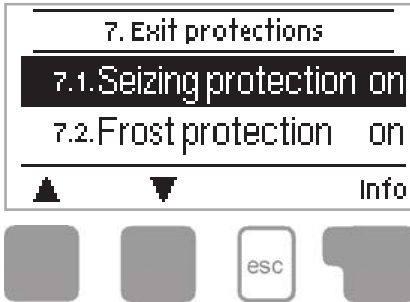 7. Exit protections
7.1. Seizing protection on
7.2. Frost protection on
▲ ▼ Info
esc